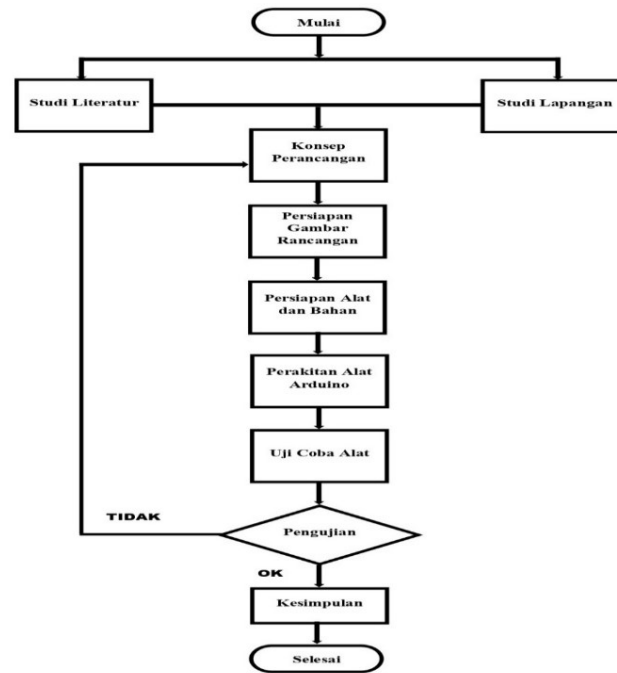 Mulai
Studi Literatur
Studi Lapangan
Konsep
Perancangan
Persiapan
Gambar
Rancangan
Persiapan Alat
dan Bahan
Perakitan Alat
Arduino
Uji Coba Alat
TIDAK
Pengujian
OK
Kesimpulan
Selesai